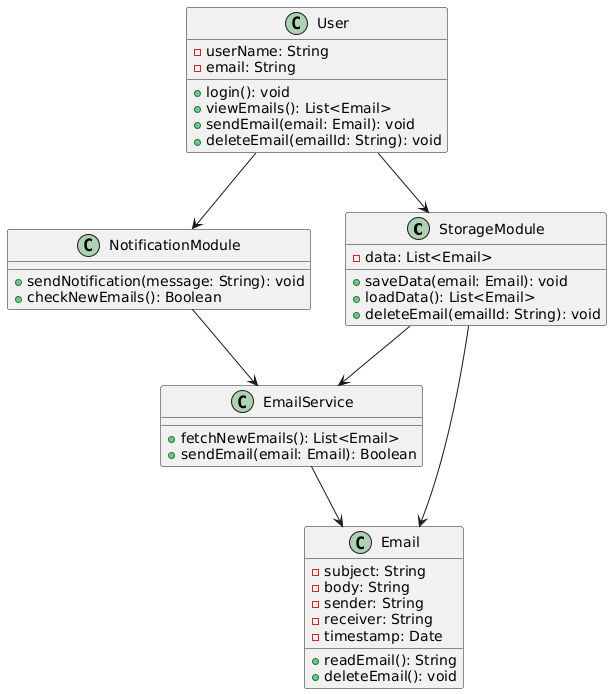 C User
userName: String
email: String
login(): void
viewEmails(): List<Email>
sendEmail(email: Email): void
deleteEmail(emailId: String): void
C NotificationModule
sendNotification(message: String): void
checkNewEmails(): Boolean
C StorageModule
data: List<Email>
saveData(email: Email): void
loadData(): List<Email>
deleteEmail(emailId: String): void
C EmailService
fetchNewEmails(): List<Email>
sendEmail(email: Email): Boolean
C Email
subject: String
body: String
sender: String
receiver: String
timestamp: Date
readEmail(): String
deleteEmail(): void